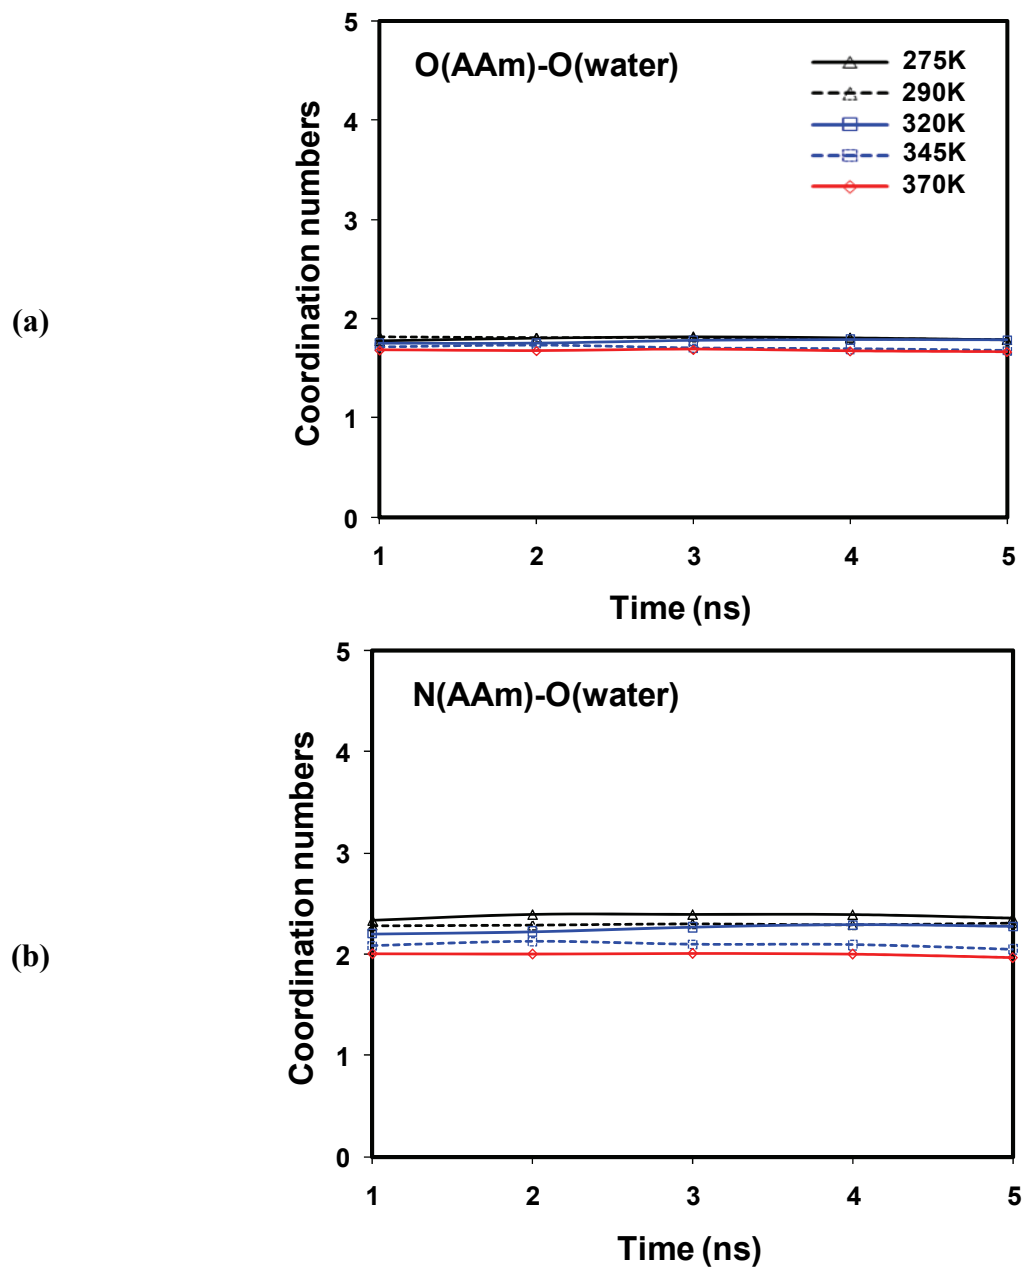 5
O(AAm)-O(water)
275K
290K
320K
345K
370K
4
3
2
1
0
Coordination numbers
(a)
1 2 3 4 5
Time (ns)
5
N(AAm)-O(water)
4
3
2
1
0
Coordination numbers
(b)
1 2 3 4 5
Time (ns)